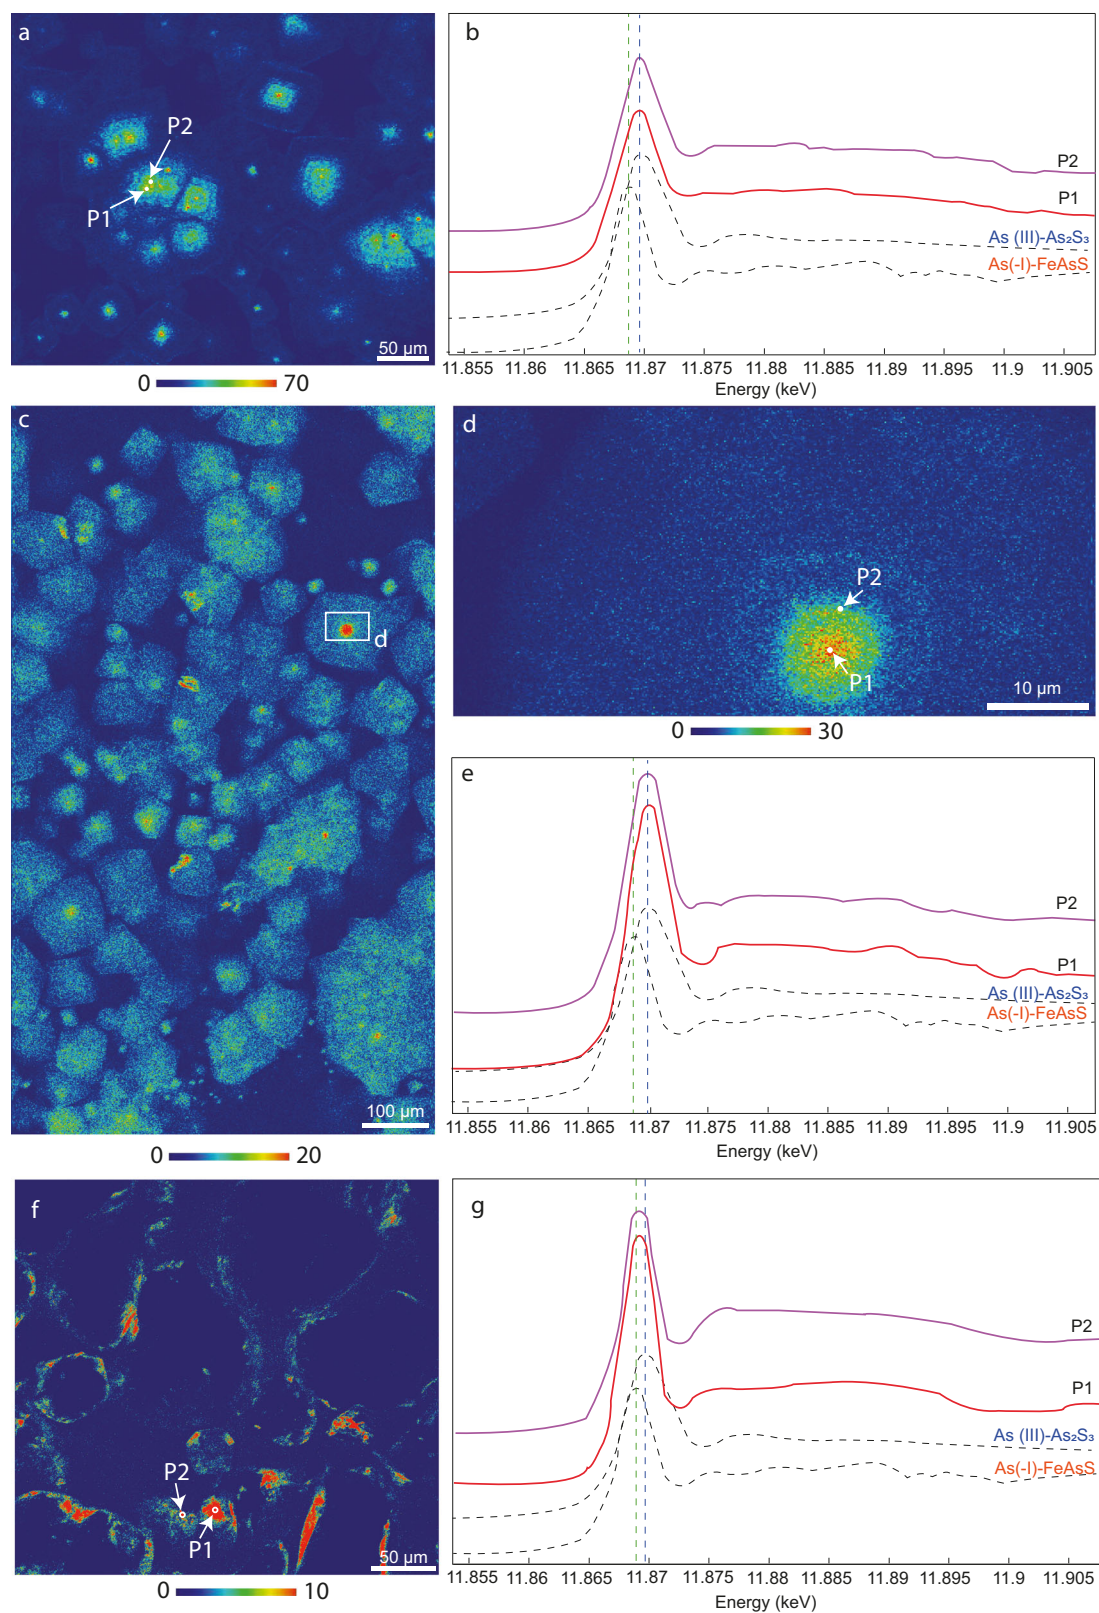 a
P2
P1
50 µm
0 70
b
P2
P1
As (III)-As₂S₃
As(-I)-FeAsS
11.855 11.86 11.865 11.87 11.875 11.88 11.885 11.89 11.895 11.9 11.905
Energy (keV)
c
d
100 µm
0 20
d
P2
P1
10 µm
0 30
e
P2
P1
As (III)-As₂S₃
As(-I)-FeAsS
11.855 11.86 11.865 11.87 11.875 11.88 11.885 11.89 11.895 11.9 11.905
Energy (keV)
f
P2
P1
50 µm
0 10
g
P2
P1
As (III)-As₂S₃
As(-I)-FeAsS
11.855 11.86 11.865 11.87 11.875 11.88 11.885 11.89 11.895 11.9 11.905
Energy (keV)